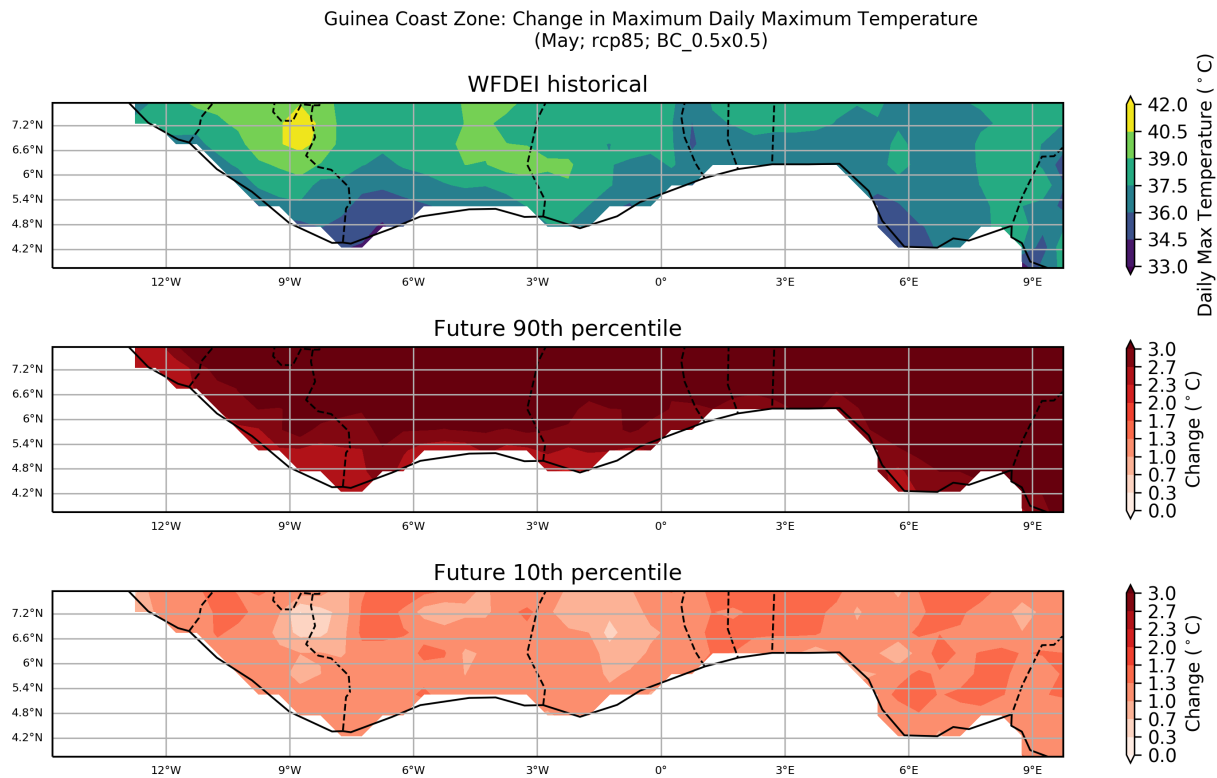 Guinea Coast Zone: Change in Maximum Daily Maximum Temperature
(May; rcp85; BC_0.5x0.5)
WFDEI historical
7.2°N
6.6°N
6°N
5.4°N
4.8°N
4.2°N
12°W 9°W 6°W 3°W 0° 3°E 6°E 9°E
42.0
40.5
39.0
37.5
36.0
34.5
33.0
Daily Max Temperature (°C)
Future 90th percentile
7.2°N
6.6°N
6°N
5.4°N
4.8°N
4.2°N
12°W 9°W 6°W 3°W 0° 3°E 6°E 9°E
3.0
2.7
2.3
2.0
1.7
1.3
1.0
0.7
0.3
0.0
Change (°C)
Future 10th percentile
7.2°N
6.6°N
6°N
5.4°N
4.8°N
4.2°N
12°W 9°W 6°W 3°W 0° 3°E 6°E 9°E
3.0
2.7
2.3
2.0
1.7
1.3
1.0
0.7
0.3
0.0
Change (°C)